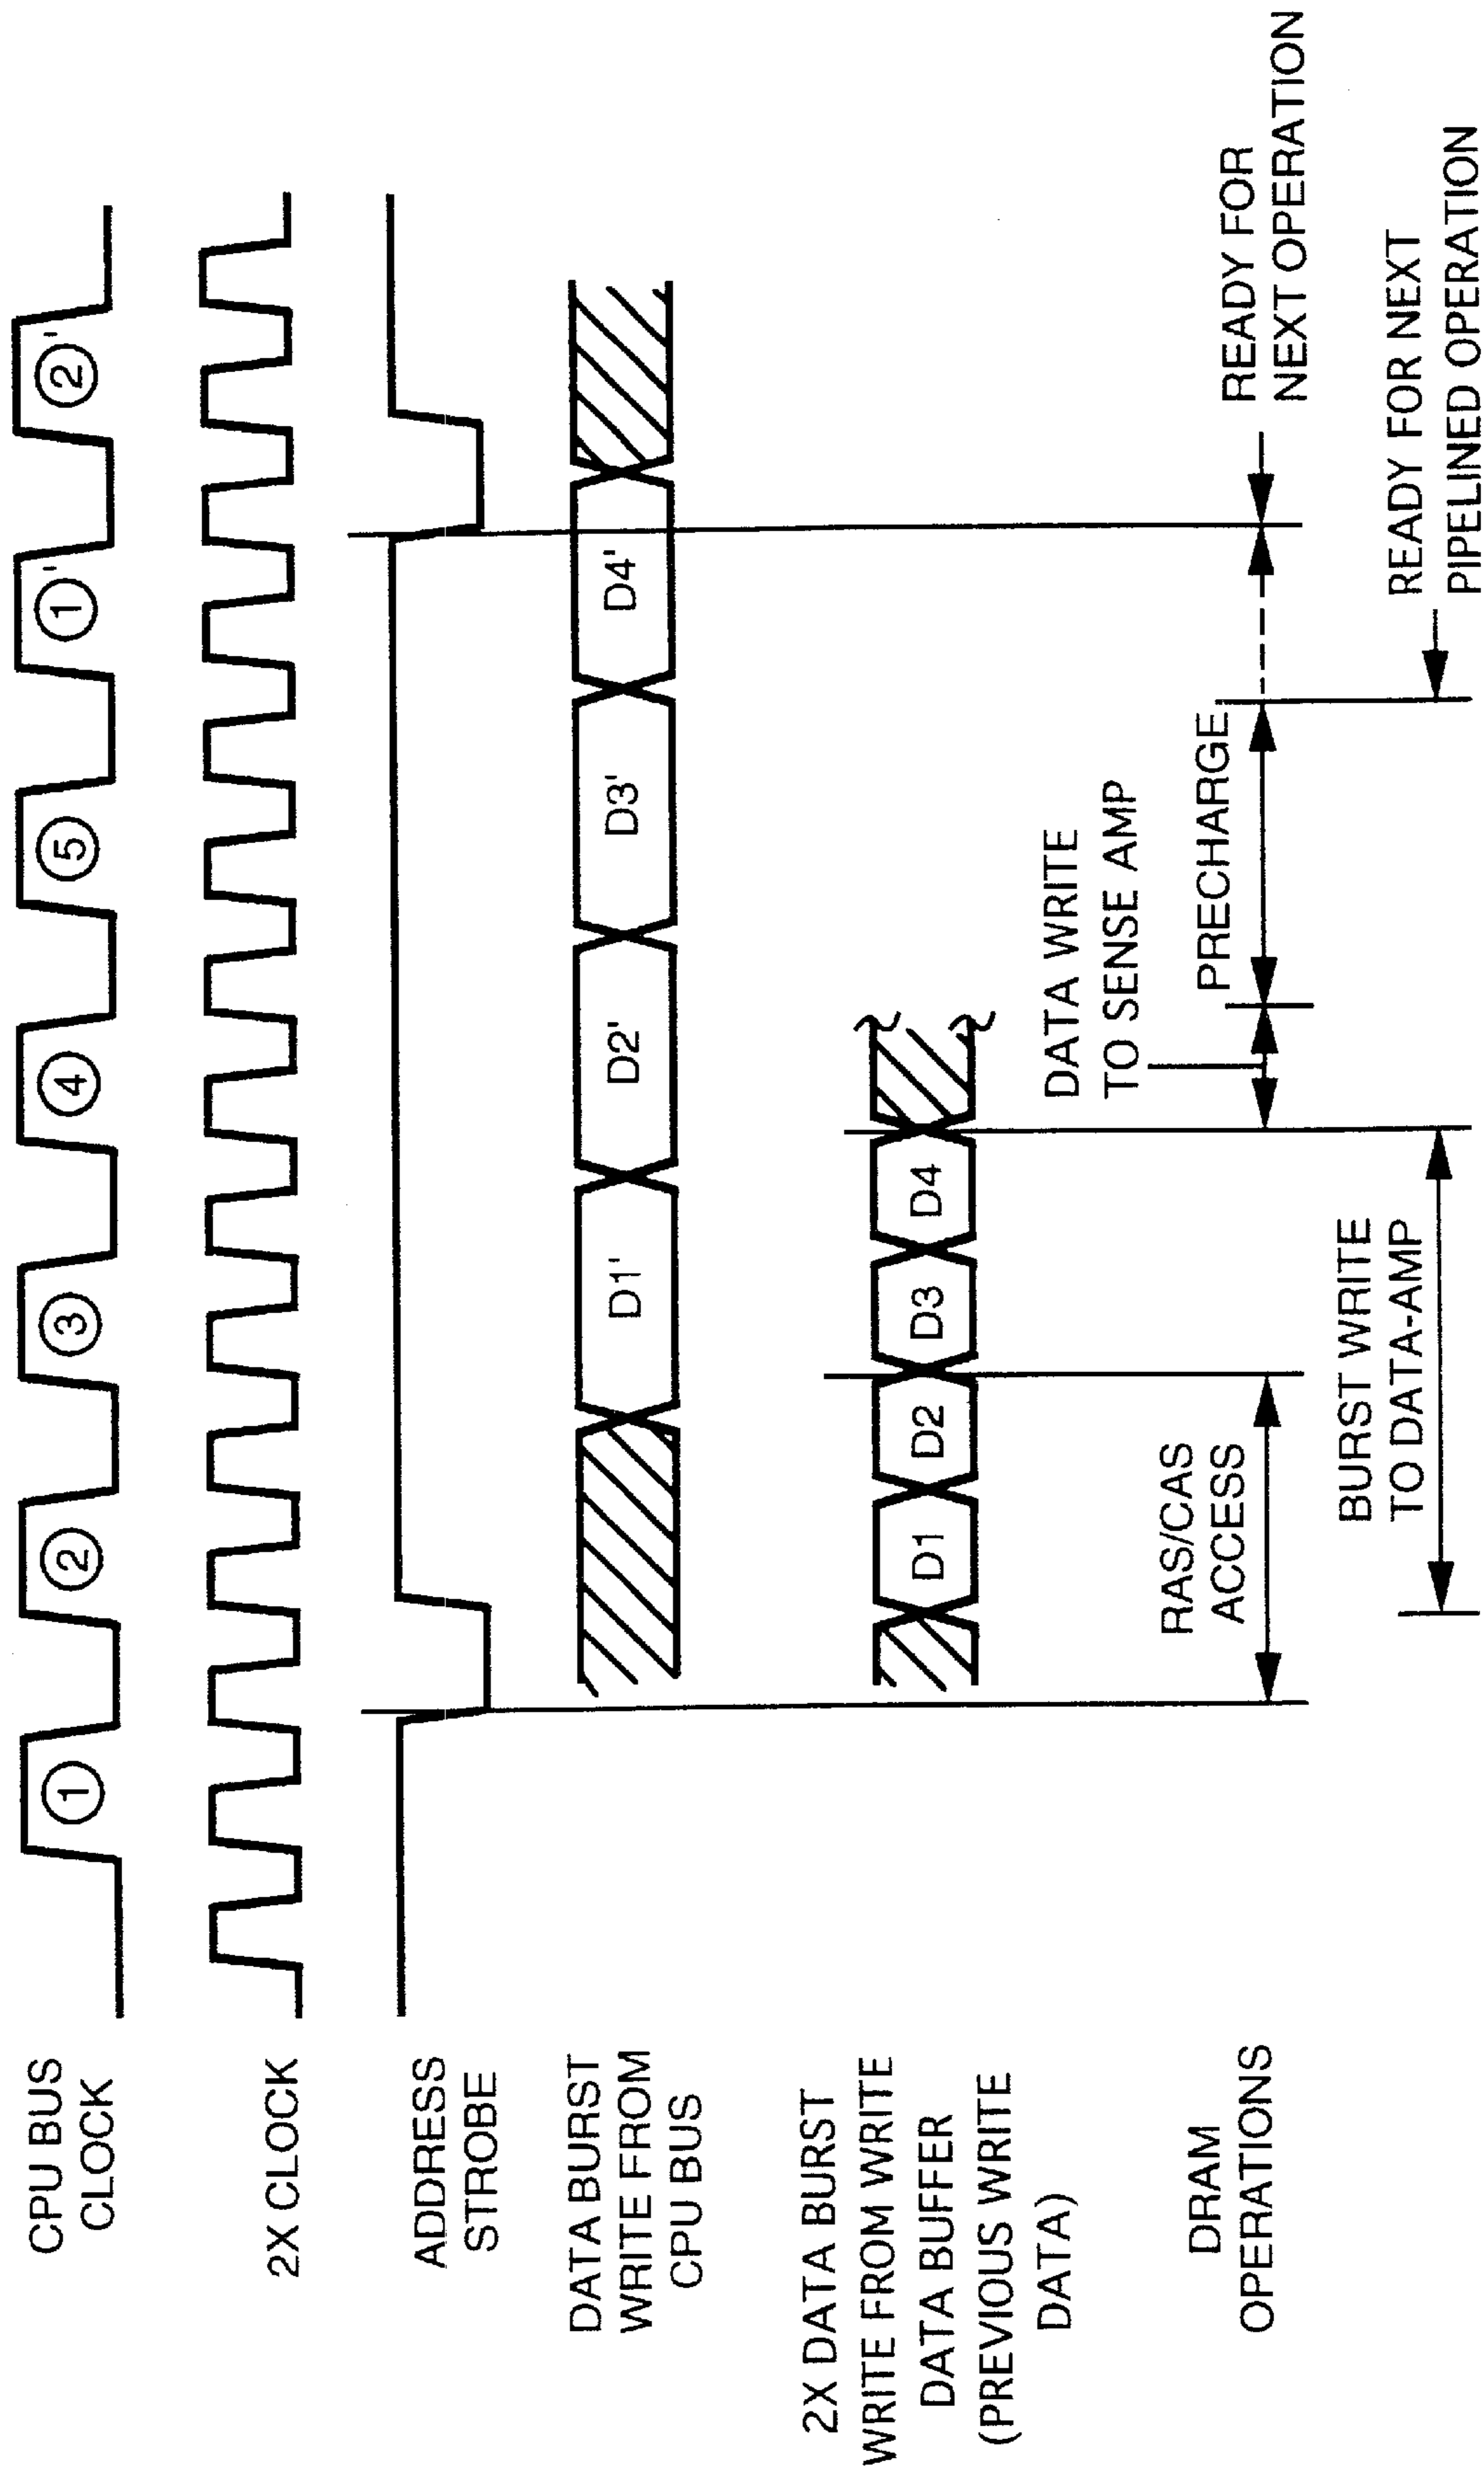 CPU BUS
CLOCK
① ② ③ ④ ⑤ ①' ②'
2X CLOCK
ADDRESS
STROBE
DATA BURST
WRITE FROM
CPU BUS
D1' D2' D3' D4'
2X DATA BURST
WRITE FROM WRITE
DATA BUFFER
(PREVIOUS WRITE
DATA)
D1 D2 D3 D4
DRAM
OPERATIONS
RAS/CAS
ACCESS
BURST WRITE
TO DATA-AMP
DATA WRITE
TO SENSE AMP
PRECHARGE
READY FOR
NEXT OPERATION
READY FOR NEXT
PIPELINED OPERATION